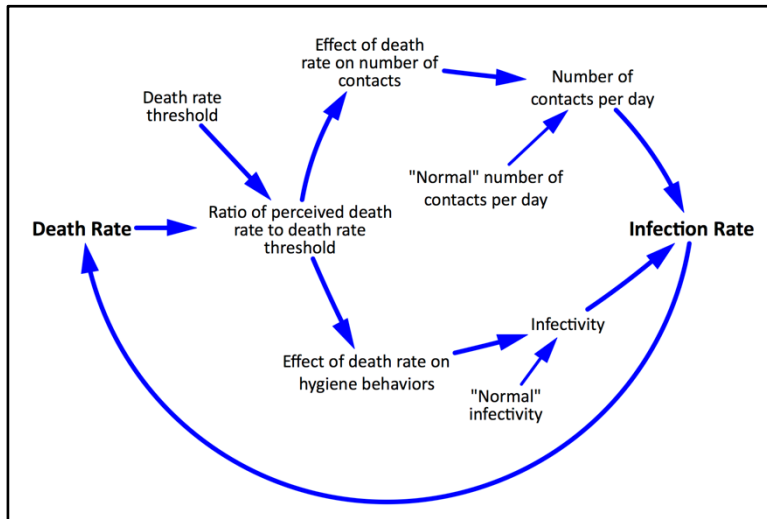 Effect of death
rate on number of
contacts
Number of
contacts per day
Death rate
threshold
"Normal" number of
contacts per day
Death Rate
Ratio of perceived death
rate to death rate
threshold
Infection Rate
Infectivity
Effect of death rate on
hygiene behaviors
"Normal"
infectivity